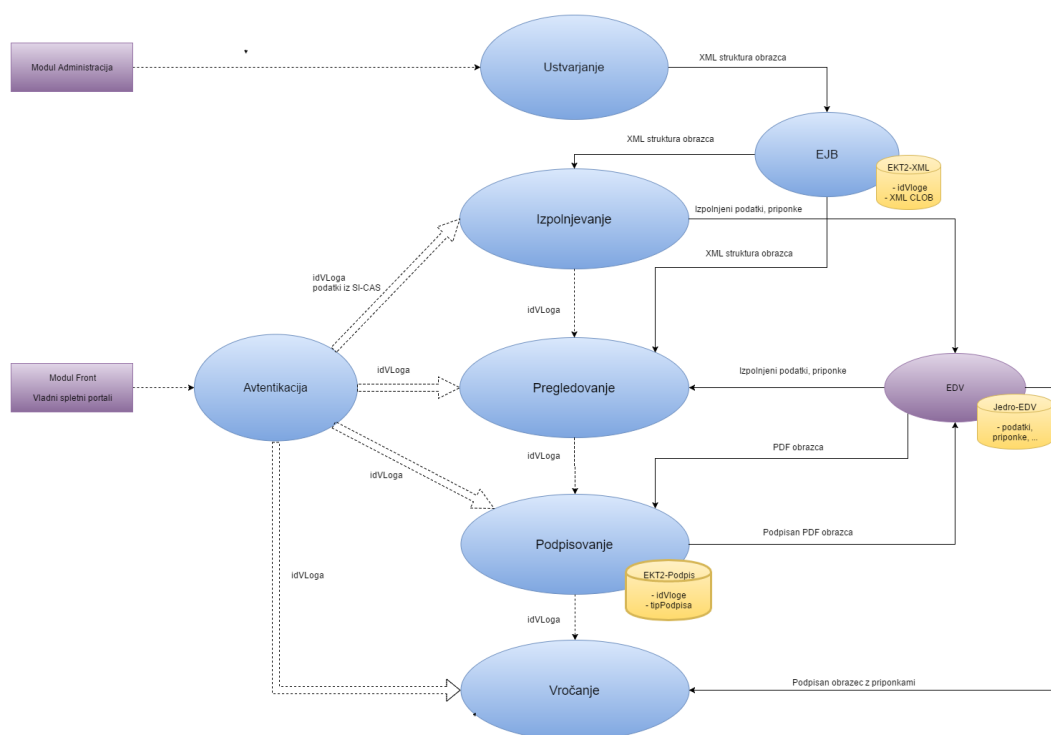 Modul Administracija
Ustvarjanje
XML struktura obrazca
XML struktura obrazca
EJB
EKT2-XML
- idVloge
- XML CLOB
Izpolnjevanje
Izpolnjeni podatki, priponke
XML struktura obrazca
idVLoga
podatki iz SI-CAS
idVLoga
Modul Front
Vladni spletni portali
Avtentikacija
idVLoga
Pregledovanje
Izpolnjeni podatki, priponke
EDV
Jedro-EDV
- podatki,
priponke, ...
idVLoga
idVLoga
PDF obrazca
Podpisovanje
Podpisan PDF obrazca
EKT2-Podpis
- idVloge
- tipPodpisa
idVLoga
idVLoga
Vročanje
Podpisan obrazec z priponkami